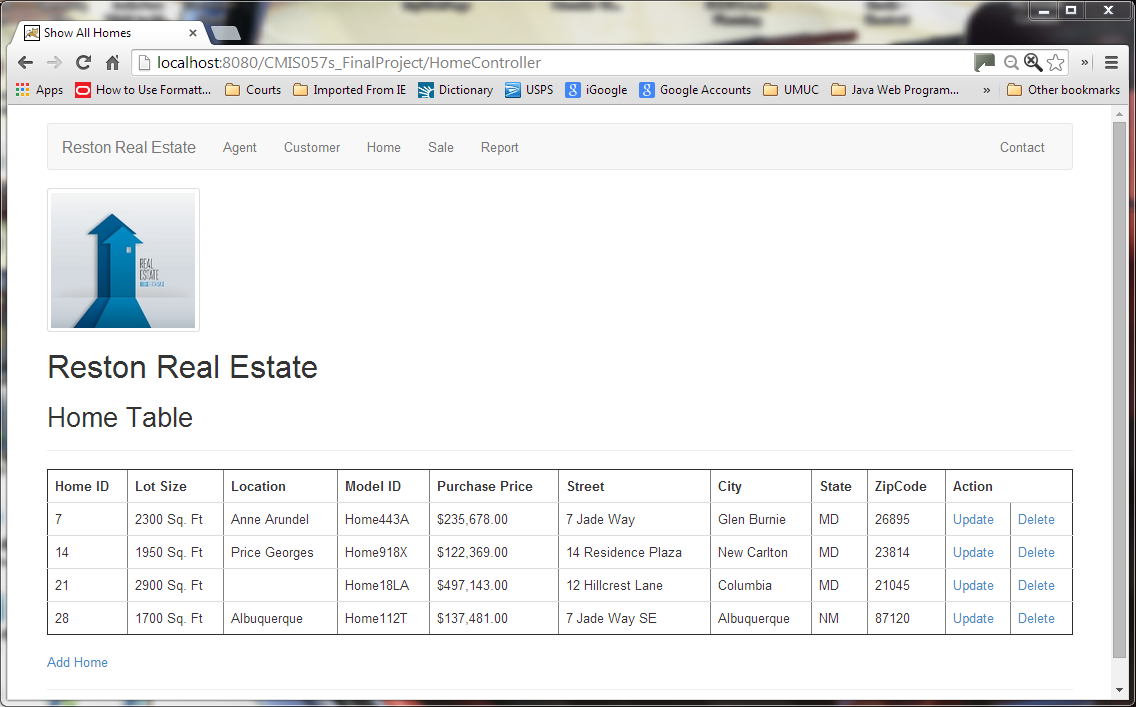 Show All Homes
localhost:8080/CMIS057s_FinalProject/HomeController
Apps How to Use Formatt... Courts Imported From IE Dictionary USPS iGoogle Google Accounts UMUC Java Web Program... » Other bookmarks
Reston Real Estate Agent Customer Home Sale Report Contact
REAL
ESTATE
Reston Real Estate
Home Table
Home ID Lot Size Location Model ID Purchase Price Street City State ZipCode Action
7 2300 Sq. Ft Anne Arundel Home443A $235,678.00 7 Jade Way Glen Burnie MD 26895 Update Delete
14 1950 Sq. Ft Price Georges Home918X $122,369.00 14 Residence Plaza New Carlton MD 23814 Update Delete
21 2900 Sq. Ft Home18LA $497,143.00 12 Hillcrest Lane Columbia MD 21045 Update Delete
28 1700 Sq. Ft Albuquerque Home112T $137,481.00 7 Jade Way SE Albuquerque NM 87120 Update Delete
Add Home